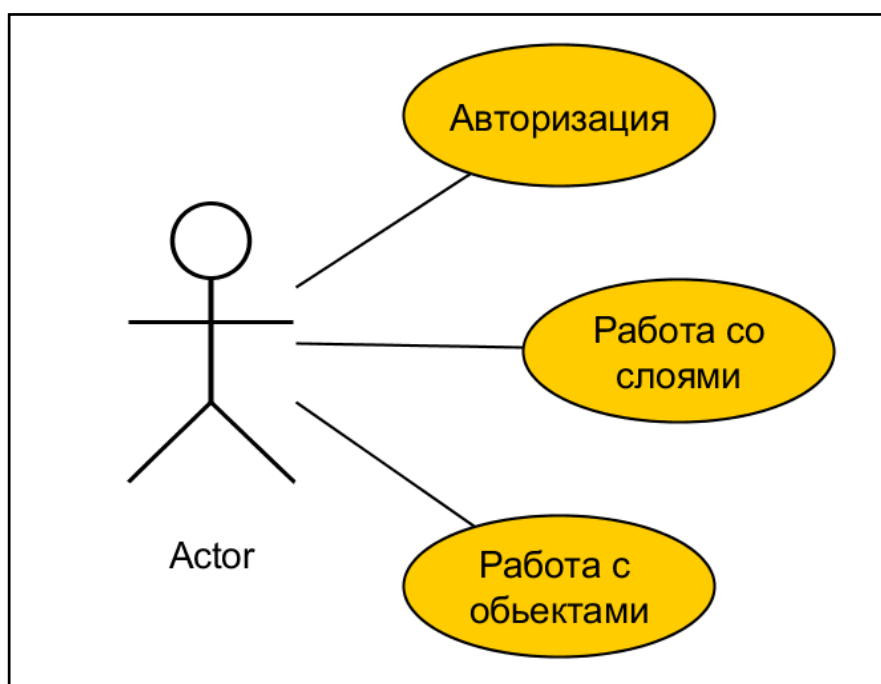 Авторизация
Работа со
слоями
Работа с
обьектами
Actor